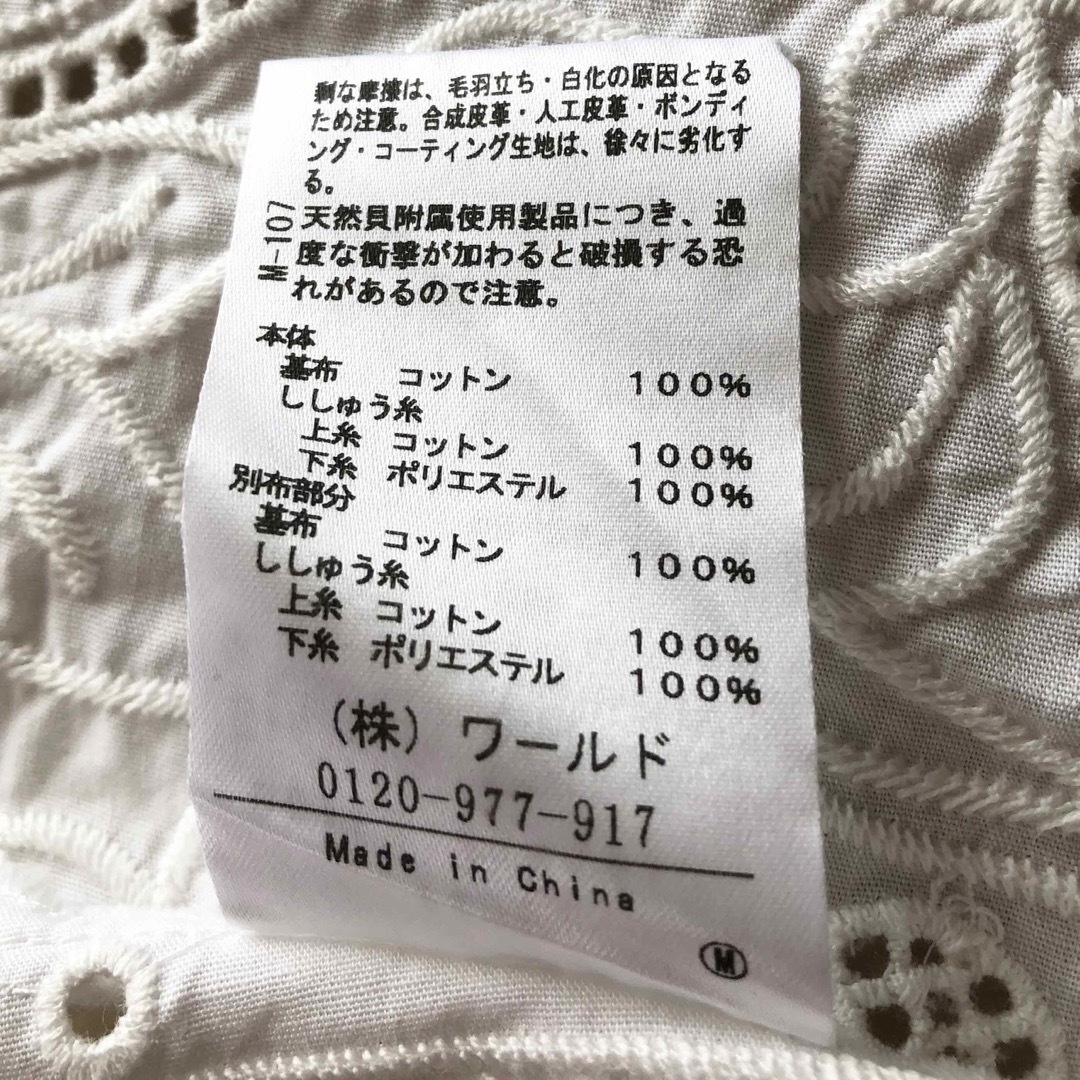 剰な摩擦は、毛羽立ち・白化の原因となる
ため注意。合成皮革・人工皮革・ボンディ
ング・コーティング生地は、徐々に劣化す
る。
M-107
天然貝附属使用製品につき、過
度な衝撃が加わると破損する恐
れがあるので注意。
本体
基布 コットン 100%
ししゅう糸
上糸 コットン 100%
下糸 ポリエステル 100%
別布部分
基布 コットン 100%
ししゅう糸
上糸 コットン 100%
下糸 ポリエステル 100%
(株) ワールド
0120-977-917
Made in China
M